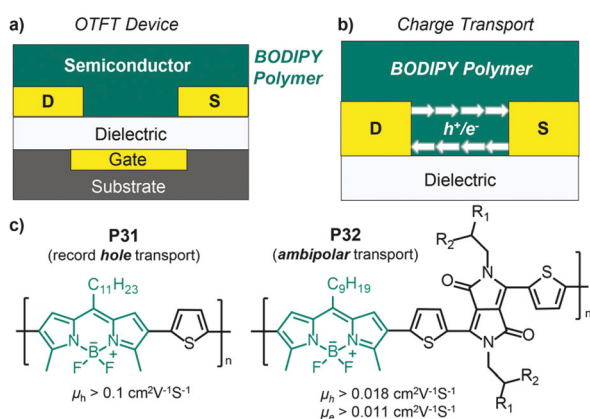 a) OTFT Device
Semiconductor
BODIPY
Polymer
D
S
Dielectric
Gate
Substrate
b) Charge Transport
BODIPY Polymer
D
h⁺/e⁻
S
Dielectric
c)
P31
(record hole transport)
C₁₁H₂₃
N
N
B
+
F
F
S
n
μₕ > 0.1 cm²V⁻¹S⁻¹
P32
(ambipolar transport)
C₉H₁₉
N
N
B
+
F
F
S
R₁
R₂
O
N
S
n
O
N
R₂
R₁
μₕ > 0.018 cm²V⁻¹S⁻¹
μₑ > 0.011 cm²V⁻¹S⁻¹